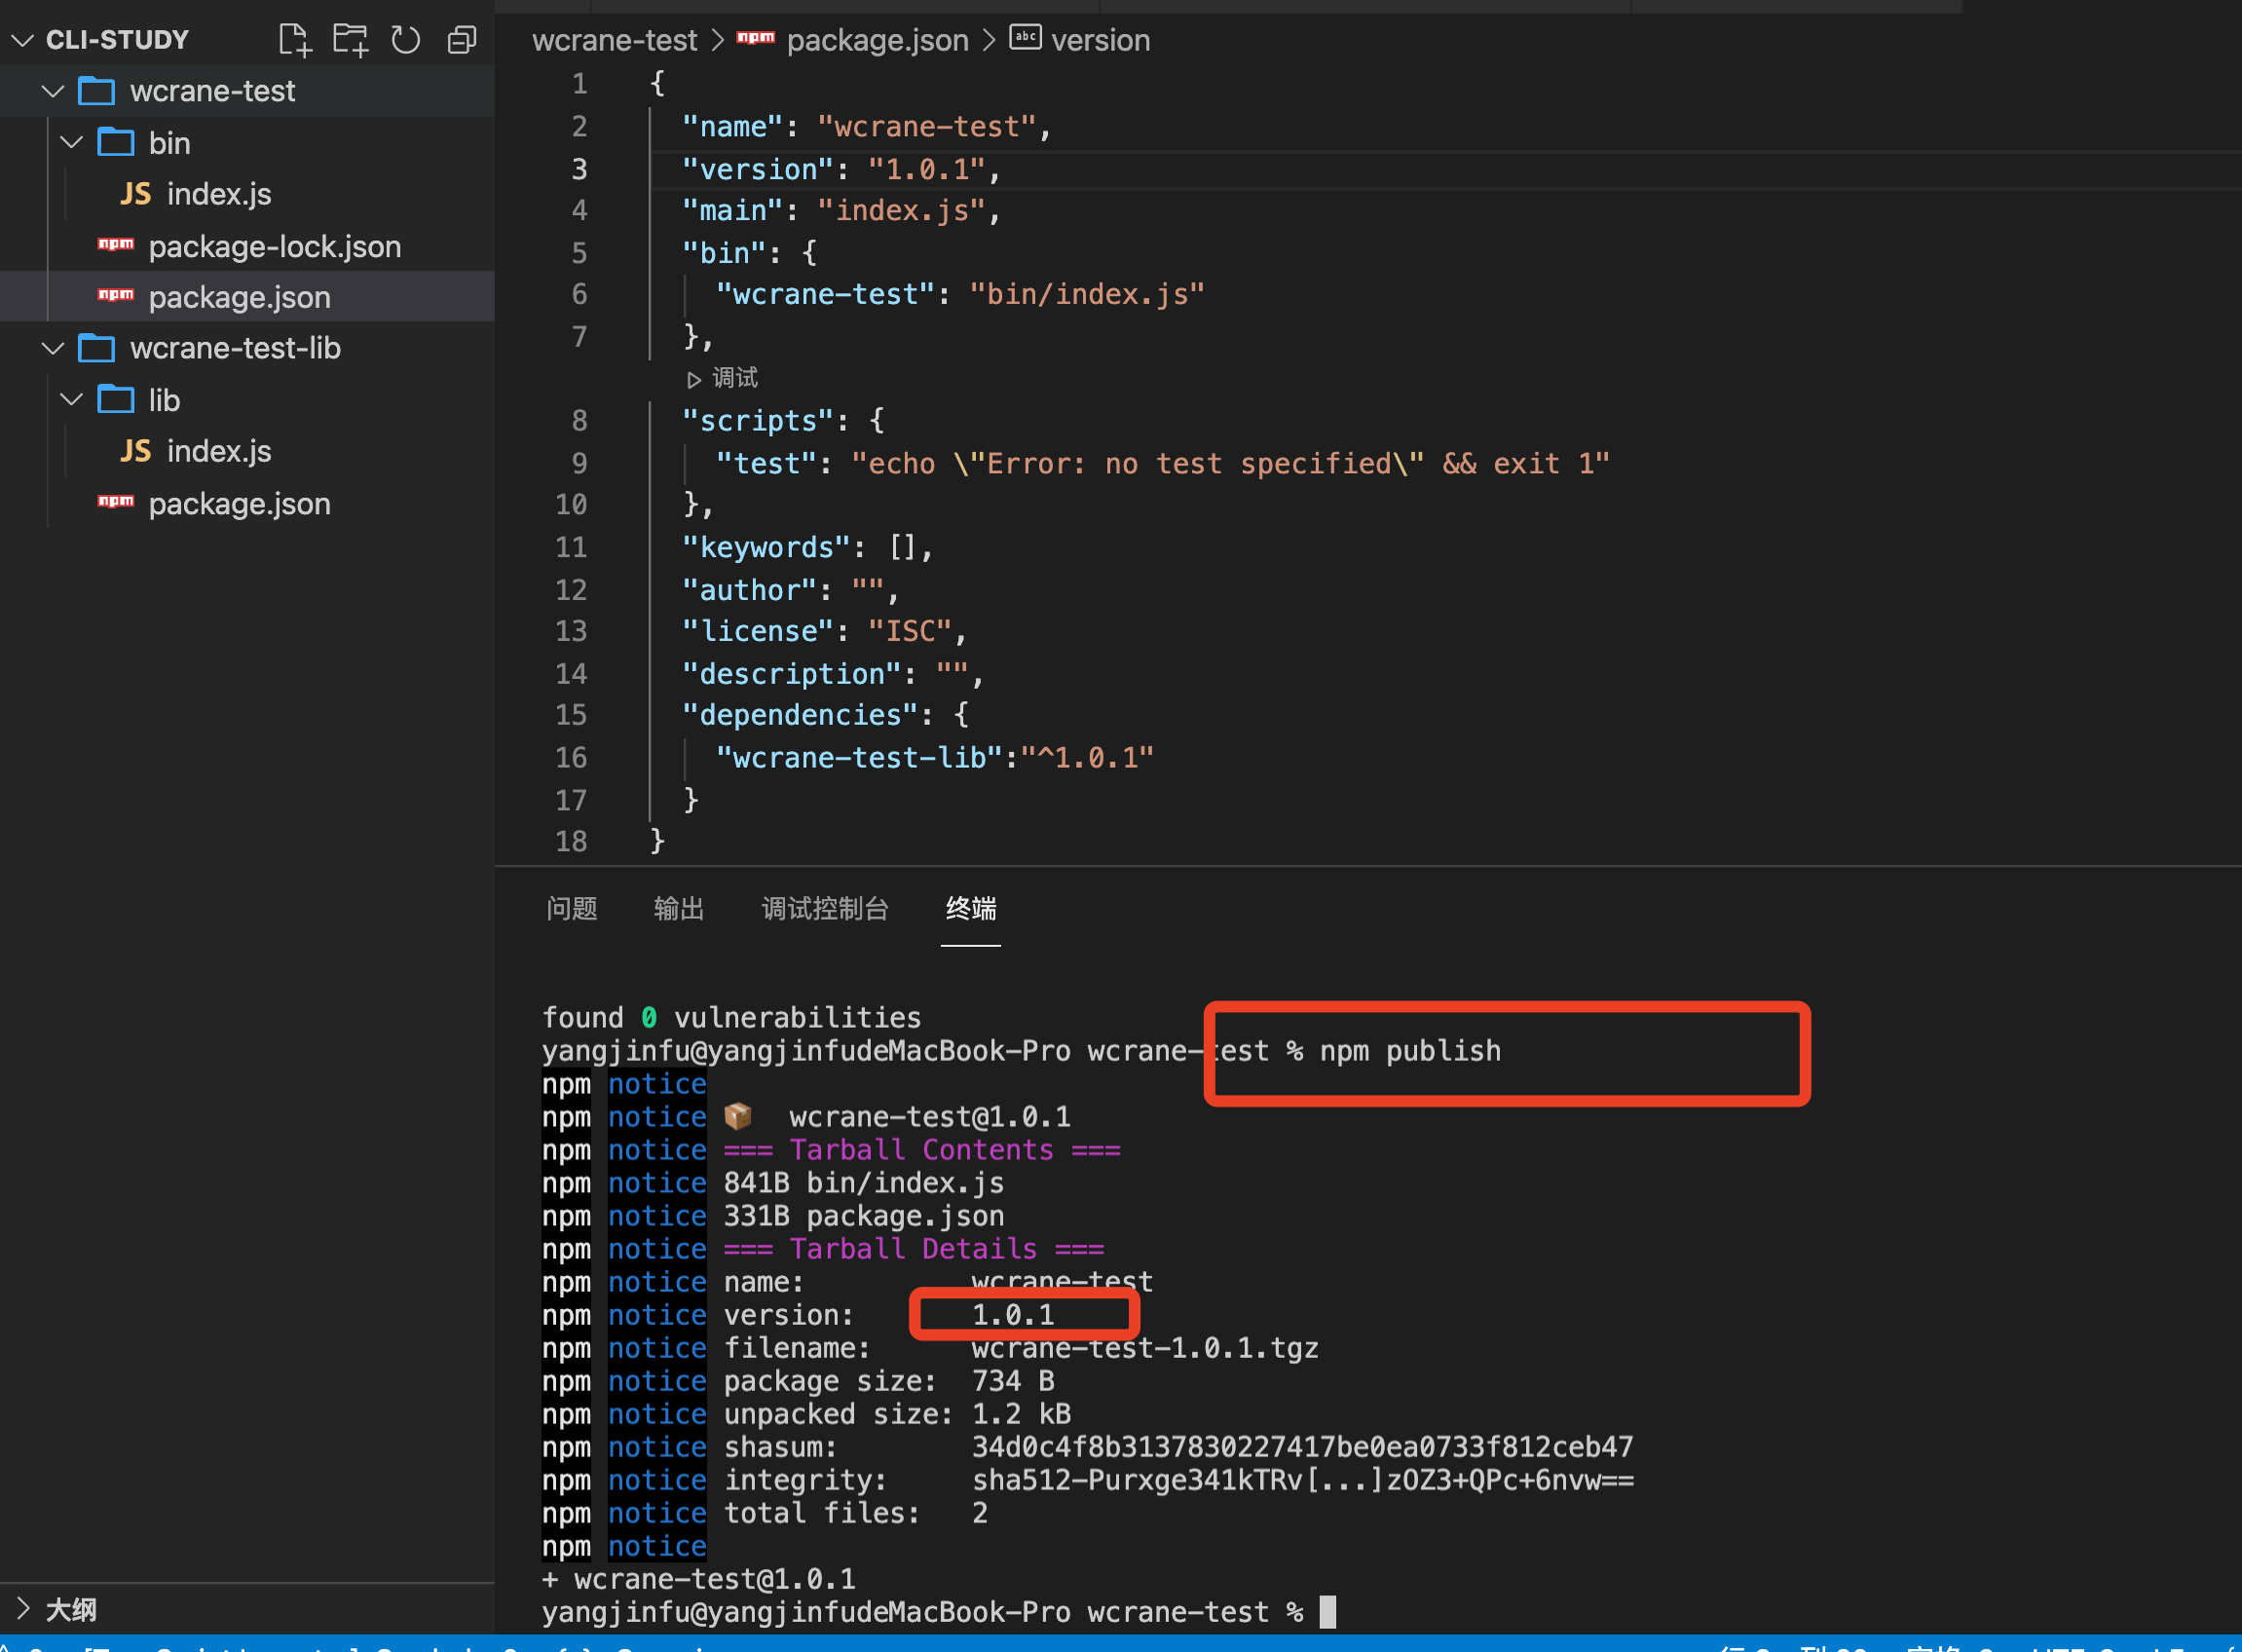 CLI-STUDY
wcrane-test
bin
JS index.js
npm package-lock.json
npm package.json
wcrane-test-lib
lib
JS index.js
npm package.json
大纲
wcrane-test > npm package.json > abc version
1 {
2 "name": "wcrane-test",
3 "version": "1.0.1",
4 "main": "index.js",
5 "bin": {
6 "wcrane-test": "bin/index.js"
7 },
调试
8 "scripts": {
9 "test": "echo \"Error: no test specified\" && exit 1"
10 },
11 "keywords": [],
12 "author": "",
13 "license": "ISC",
14 "description": "",
15 "dependencies": {
16 "wcrane-test-lib":"^1.0.1"
17 }
18 }
问题 输出 调试控制台 终端
found 0 vulnerabilities
yangjinfu@yangjinfudeMacBook-Pro wcrane-test % npm publish
npm notice
npm notice 📦 wcrane-test@1.0.1
npm notice === Tarball Contents ===
npm notice 841B bin/index.js
npm notice 331B package.json
npm notice === Tarball Details ===
npm notice name: wcrane-test
npm notice version: 1.0.1
npm notice filename: wcrane-test-1.0.1.tgz
npm notice package size: 734 B
npm notice unpacked size: 1.2 kB
npm notice shasum: 34d0c4f8b3137830227417be0ea0733f812ceb47
npm notice integrity: sha512-Purxge341kTRv[...]zOZ3+QPc+6nvw==
npm notice total files: 2
npm notice
+ wcrane-test@1.0.1
yangjinfu@yangjinfudeMacBook-Pro wcrane-test %